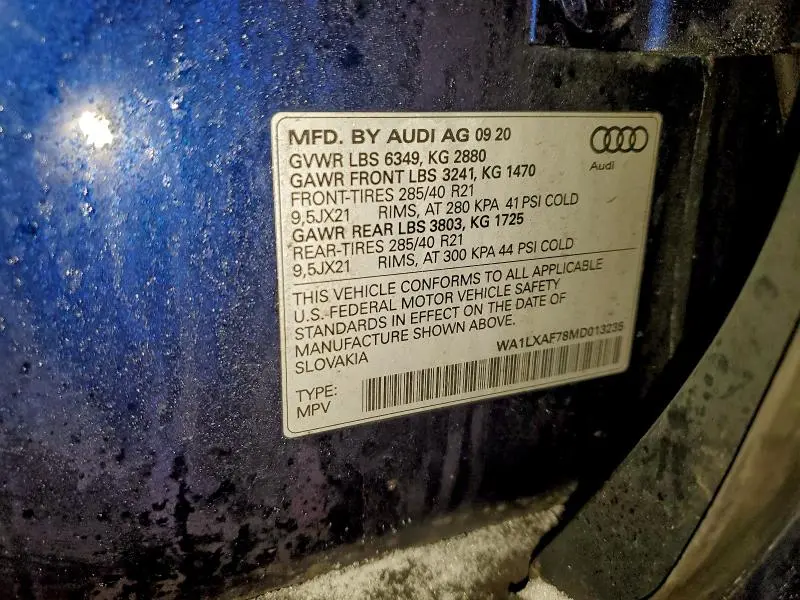 MFD. BY AUDI AG 09 20
Audi
GVWR LBS 6349, KG 2880
GAWR FRONT LBS 3241, KG 1470
FRONT-TIRES 285/40 R21
9,5JX21 RIMS, AT 280 KPA 41 PSI COLD
GAWR REAR LBS 3803, KG 1725
REAR-TIRES 285/40 R21
9,5JX21 RIMS, AT 300 KPA 44 PSI COLD
THIS VEHICLE CONFORMS TO ALL APPLICABLE
U.S.-FEDERAL MOTOR VEHICLE SAFETY
STANDARDS IN EFFECT ON THE DATE OF
MANUFACTURE SHOWN ABOVE.
SLOVAKIA
WA1LXAF78MD013235
TYPE:
MPV